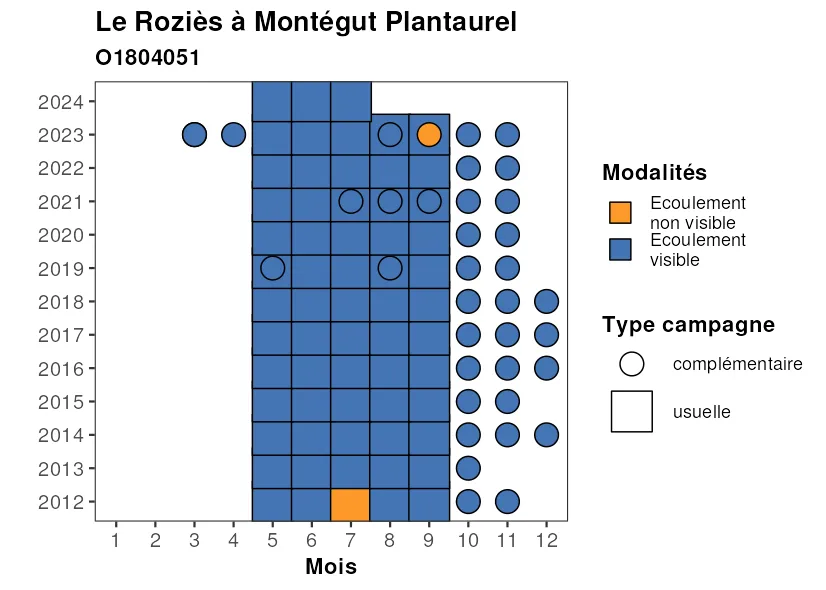 Le Roziès à Montégut Plantaurel
O1804051
2024
2023
2022
2021
2020
2019
2018
2017
2016
2015
2014
2013
2012
1 2 3 4 5 6 7 8 9 10 11 12
Mois
Modalités
Ecoulement
non visible
Ecoulement
visible
Type campagne
complémentaire
usuelle